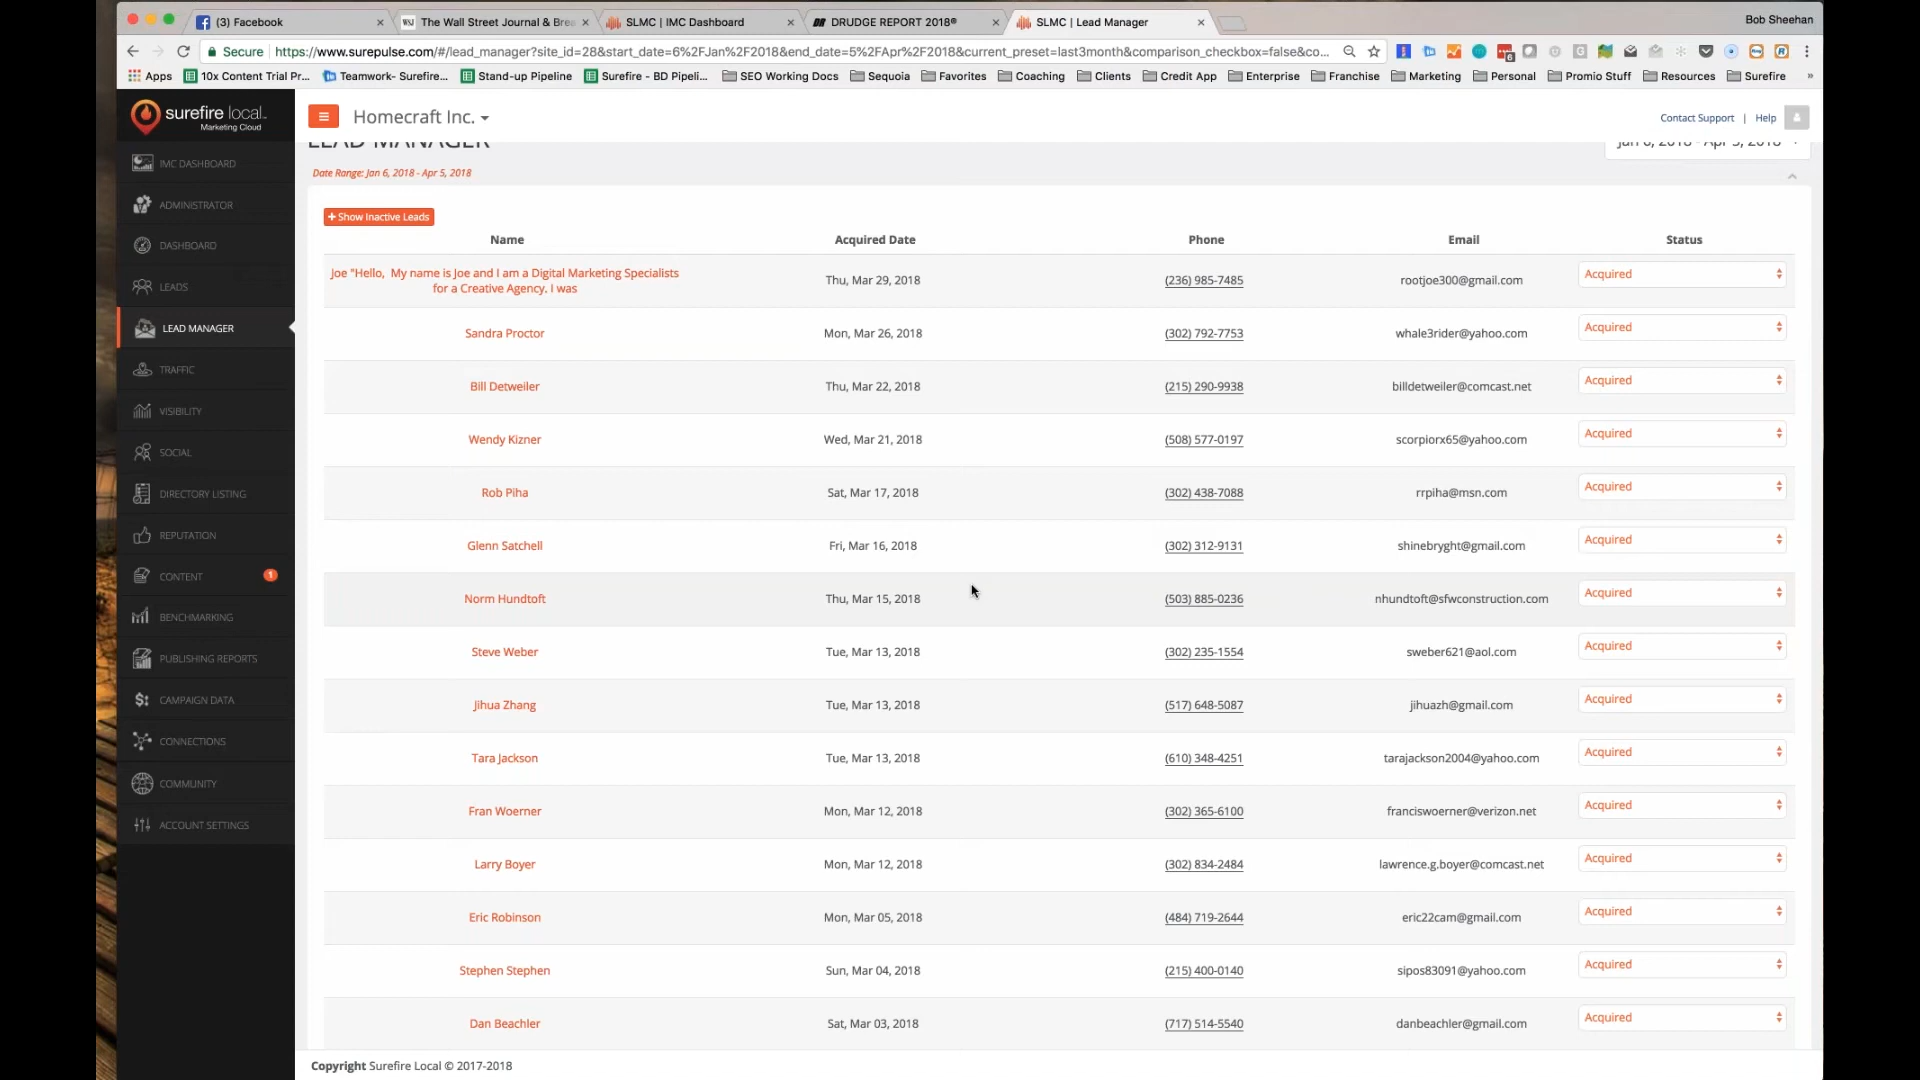 (3) Facebook
The Wall Street Journal & Brea
SLMC | IMC Dashboard
DRUDGE REPORT 2018®
SLMC | Lead Manager
Bob Sheehan
Secure https://www.surepulse.com/#/lead_manager?site_id=28&start_date=6%2FJan%2F2018&end_date=5%2FApr%2F2018&current_preset=last3month&comparison_checkbox=false&co...
Apps 10x Content Trial Pr... Teamwork- Surefire... Stand-up Pipeline Surefire - BD Pipeli... SEO Working Docs Sequoia Favorites Coaching Clients Credit App Enterprise Franchise Marketing Personal Promio Stuff Resources Surefire »
surefire local
Marketing Cloud
Homecraft Inc.
Contact Support | Help
IMC DASHBOARD
ADMINISTRATOR
DASHBOARD
LEADS
LEAD MANAGER
TRAFFIC
VISIBILITY
SOCIAL
DIRECTORY LISTING
REPUTATION
CONTENT 1
BENCHMARKING
PUBLISHING REPORTS
CAMPAIGN DATA
CONNECTIONS
COMMUNITY
ACCOUNT SETTINGS
LEAD MANAGER
Jan 6, 2018 - Apr 5, 2018
Date Range: Jan 6, 2018 - Apr 5, 2018
+ Show Inactive Leads
Name Acquired Date Phone Email Status
Joe "Hello, My name is Joe and I am a Digital Marketing Specialists
for a Creative Agency. I was
Thu, Mar 29, 2018 (236) 985-7485 rootjoe300@gmail.com Acquired
Sandra Proctor Mon, Mar 26, 2018 (302) 792-7753 whale3rider@yahoo.com Acquired
Bill Detweiler Thu, Mar 22, 2018 (215) 290-9938 billdetweiler@comcast.net Acquired
Wendy Kizner Wed, Mar 21, 2018 (508) 577-0197 scorpiorx65@yahoo.com Acquired
Rob Piha Sat, Mar 17, 2018 (302) 438-7088 rrpiha@msn.com Acquired
Glenn Satchell Fri, Mar 16, 2018 (302) 312-9131 shinebryght@gmail.com Acquired
Norm Hundtoft Thu, Mar 15, 2018 (503) 885-0236 nhundtoft@sfwconstruction.com Acquired
Steve Weber Tue, Mar 13, 2018 (302) 235-1554 sweber621@aol.com Acquired
Jihua Zhang Tue, Mar 13, 2018 (517) 648-5087 jihuazh@gmail.com Acquired
Tara Jackson Tue, Mar 13, 2018 (610) 348-4251 tarajackson2004@yahoo.com Acquired
Fran Woerner Mon, Mar 12, 2018 (302) 365-6100 franciswoerner@verizon.net Acquired
Larry Boyer Mon, Mar 12, 2018 (302) 834-2484 lawrence.g.boyer@comcast.net Acquired
Eric Robinson Mon, Mar 05, 2018 (484) 719-2644 eric22cam@gmail.com Acquired
Stephen Stephen Sun, Mar 04, 2018 (215) 400-0140 sipos83091@yahoo.com Acquired
Dan Beachler Sat, Mar 03, 2018 (717) 514-5540 danbeachler@gmail.com Acquired
Copyright Surefire Local © 2017-2018